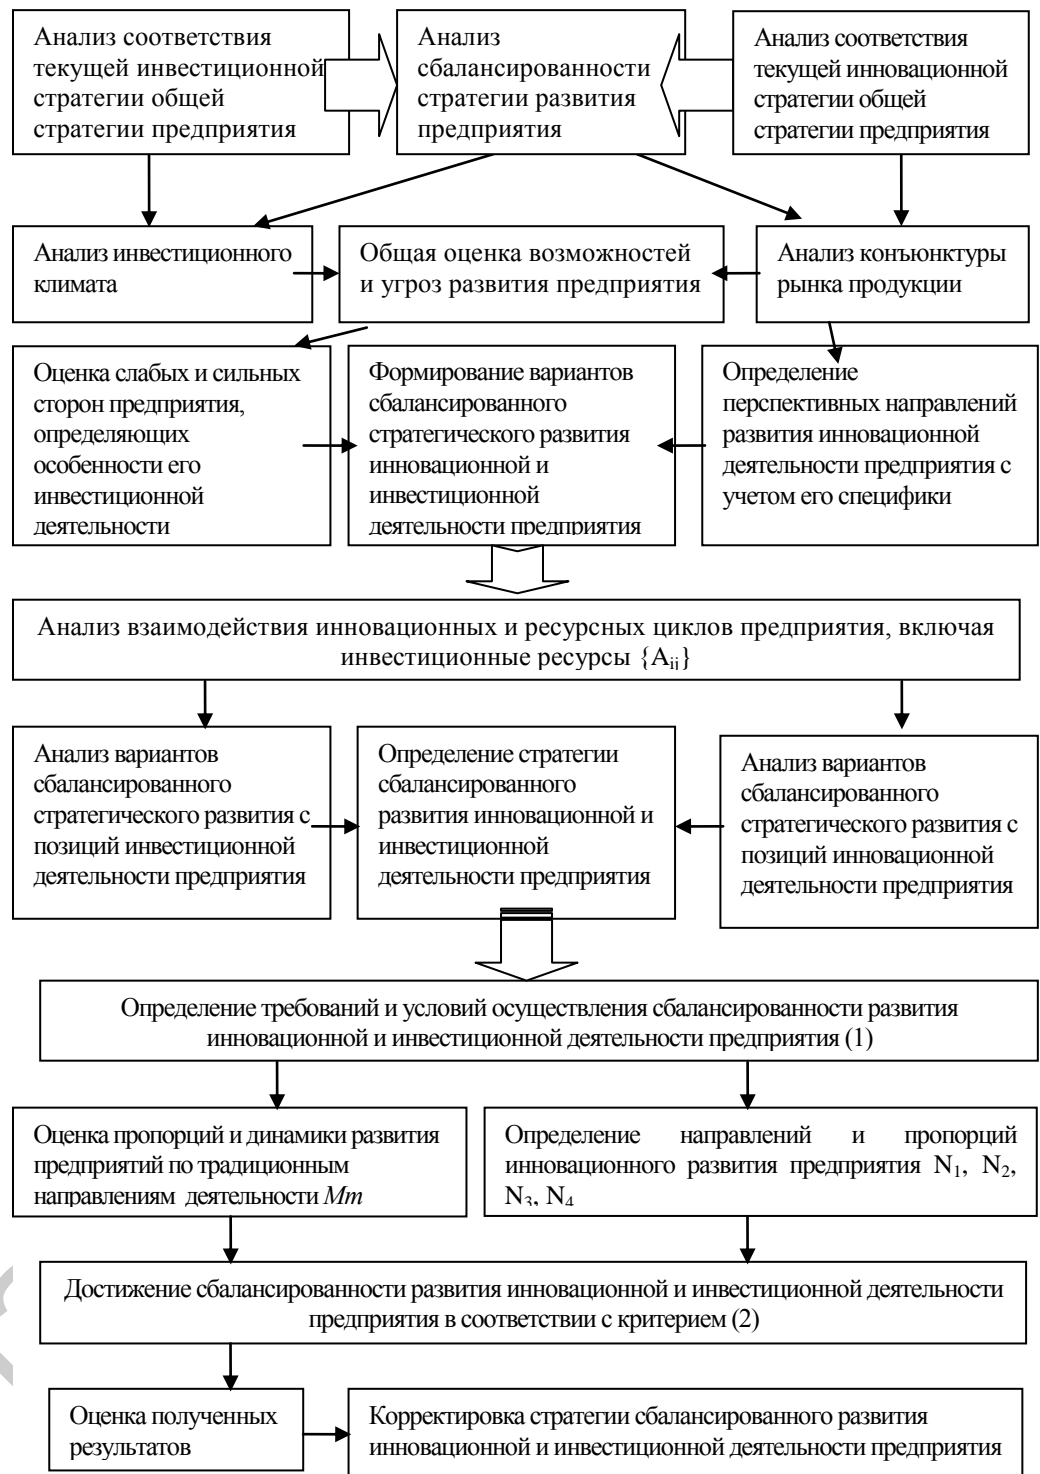 Анализ соответствия
текущей инвестиционной
стратегии общей
стратегии предприятия
Анализ
сбалансированности
стратегии развития
предприятия
Анализ соответствия
текущей инновационной
стратегии общей
стратегии предприятия
Анализ инвестиционного
климата
Общая оценка возможностей
и угроз развития предприятия
Анализ конъюнктуры
рынка продукции
Оценка слабых и сильных
сторон предприятия,
определяющих
особенности его
инвестиционной
деятельности
Формирование вариантов
сбалансированного
стратегического развития
инновационной и
инвестиционной
деятельности предприятия
Определение
перспективных направлений
развития инновационной
деятельности предприятия с
учетом его специфики
Анализ взаимодействия инновационных и ресурсных циклов предприятия, включая
инвестиционные ресурсы {A<sub>ij</sub>}
Анализ вариантов
сбалансированного
стратегического развития с
позиций инвестиционной
деятельности предприятия
Определение стратегии
сбалансированного
развития инновационной и
инвестиционной
деятельности предприятия
Анализ вариантов
сбалансированного
стратегического развития с
позиций инновационной
деятельности предприятия
Определение требований и условий осуществления сбалансированности развития
инновационной и инвестиционной деятельности предприятия (1)
Оценка пропорций и динамики развития
предприятий по традиционным
направлениям деятельности Mm
Определение направлений и пропорций
инновационного развития предприятия N<sub>1</sub>, N<sub>2</sub>,
N<sub>3</sub>, N<sub>4</sub>
Достижение сбалансированности развития инновационной и инвестиционной деятельности
предприятия в соответствии с критерием (2)
Оценка полученных
результатов
Корректировка стратегии сбалансированного развития
инновационной и инвестиционной деятельности предприятия